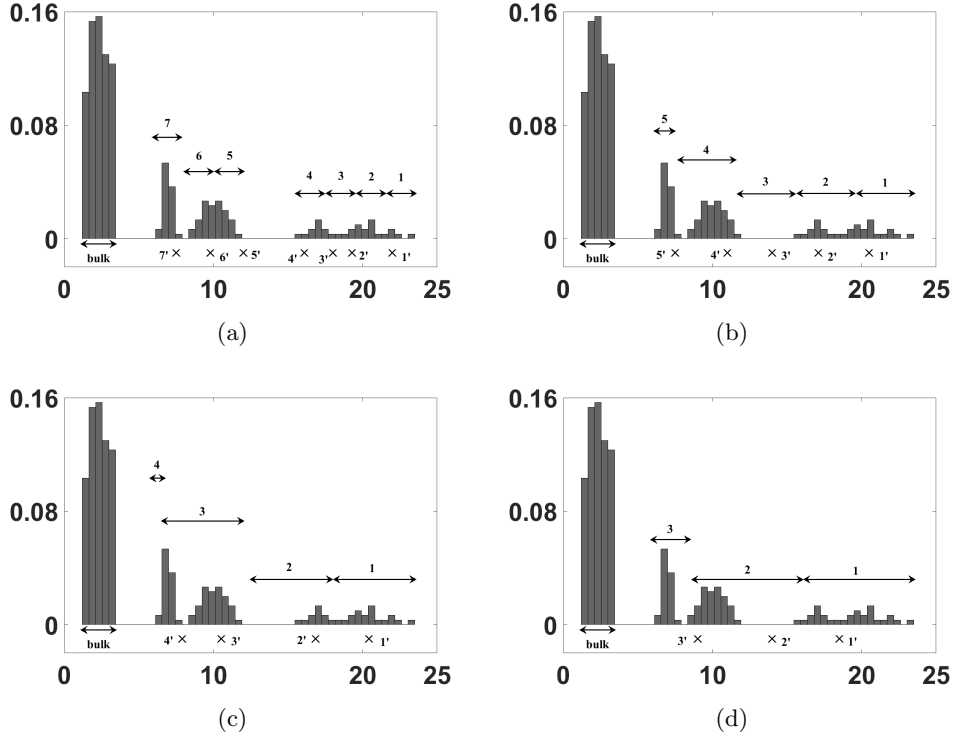 0.16 0.16
7 5
0.08 0.08
6 5 4
4 3 2 1 3 2 1
0 0
bulk 7' × × 6' × 5' 4' × 3' × × 2' × 1' bulk 5' × 4' × × 3' × 2' × 1'
0 10 20 25 0 10 20 25
(a) (b)
0.16 0.16
4
0.08 0.08
3 3
2 1 2 1
0 0
bulk 4' × × 3' 2' × × 1' bulk 3' × × 2' × 1'
0 10 20 25 0 10 20 25
(c) (d)